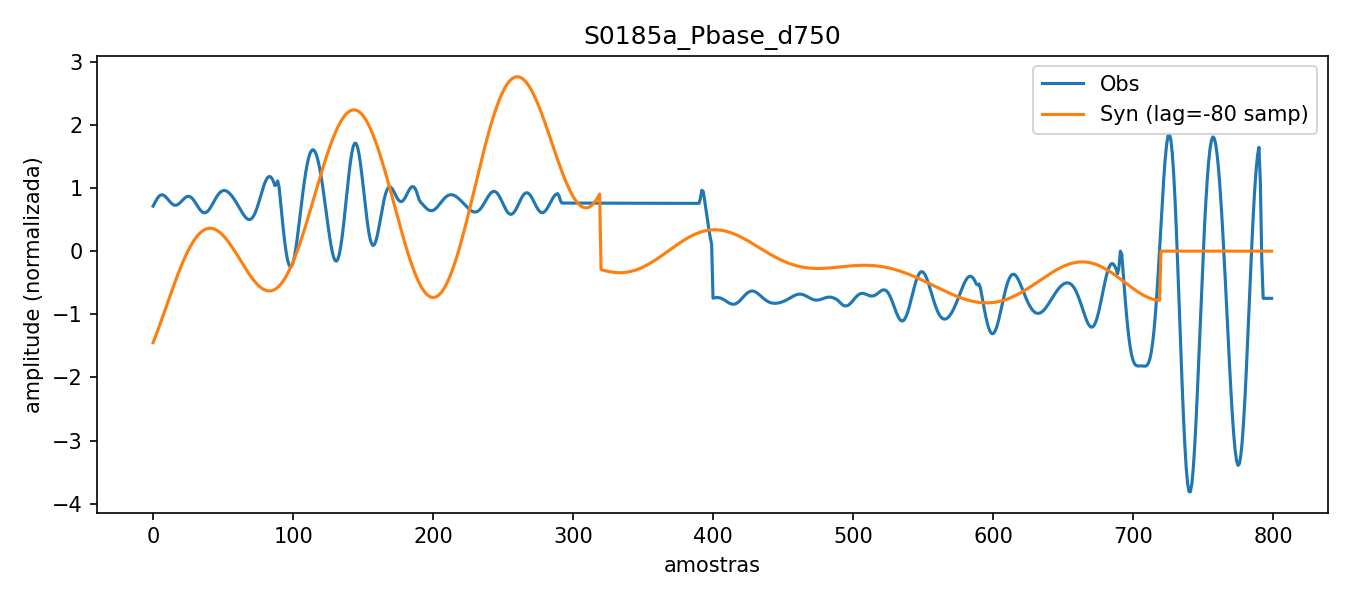 S0185a_Pbase_d750
Obs
Syn (lag=-80 samp)
amplitude (normalizada)
3
2
1
0
−1
−2
−3
−4
0 100 200 300 400 500 600 700 800
amostras